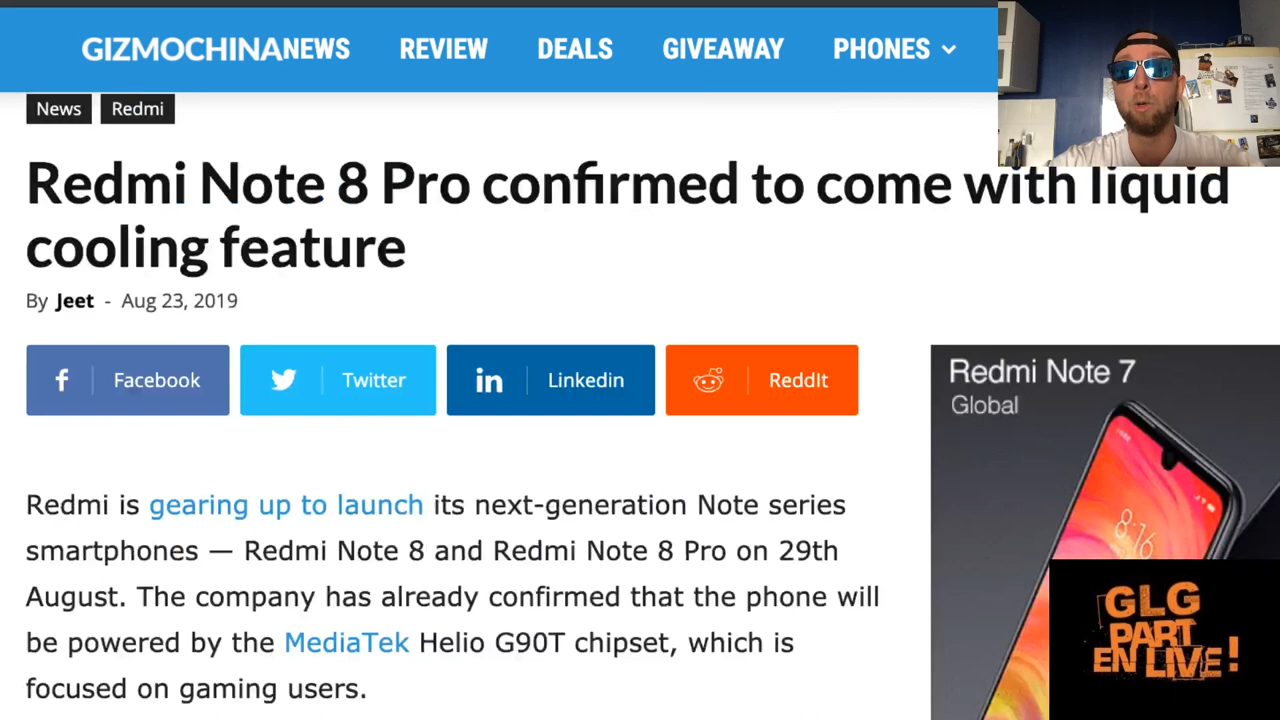 GIZMOCHINA NEWS REVIEW DEALS GIVEAWAY PHONES
News Redmi
Redmi Note 8 Pro confirmed to come with liquid
cooling feature
By Jeet - Aug 23, 2019
Facebook Twitter Linkedin ReddIt
Redmi Note 7
Global
8:16
Redmi is gearing up to launch its next-generation Note series
smartphones — Redmi Note 8 and Redmi Note 8 Pro on 29th
August. The company has already confirmed that the phone will
be powered by the MediaTek Helio G90T chipset, which is
focused on gaming users.
GLG
PART
EN LIVE !